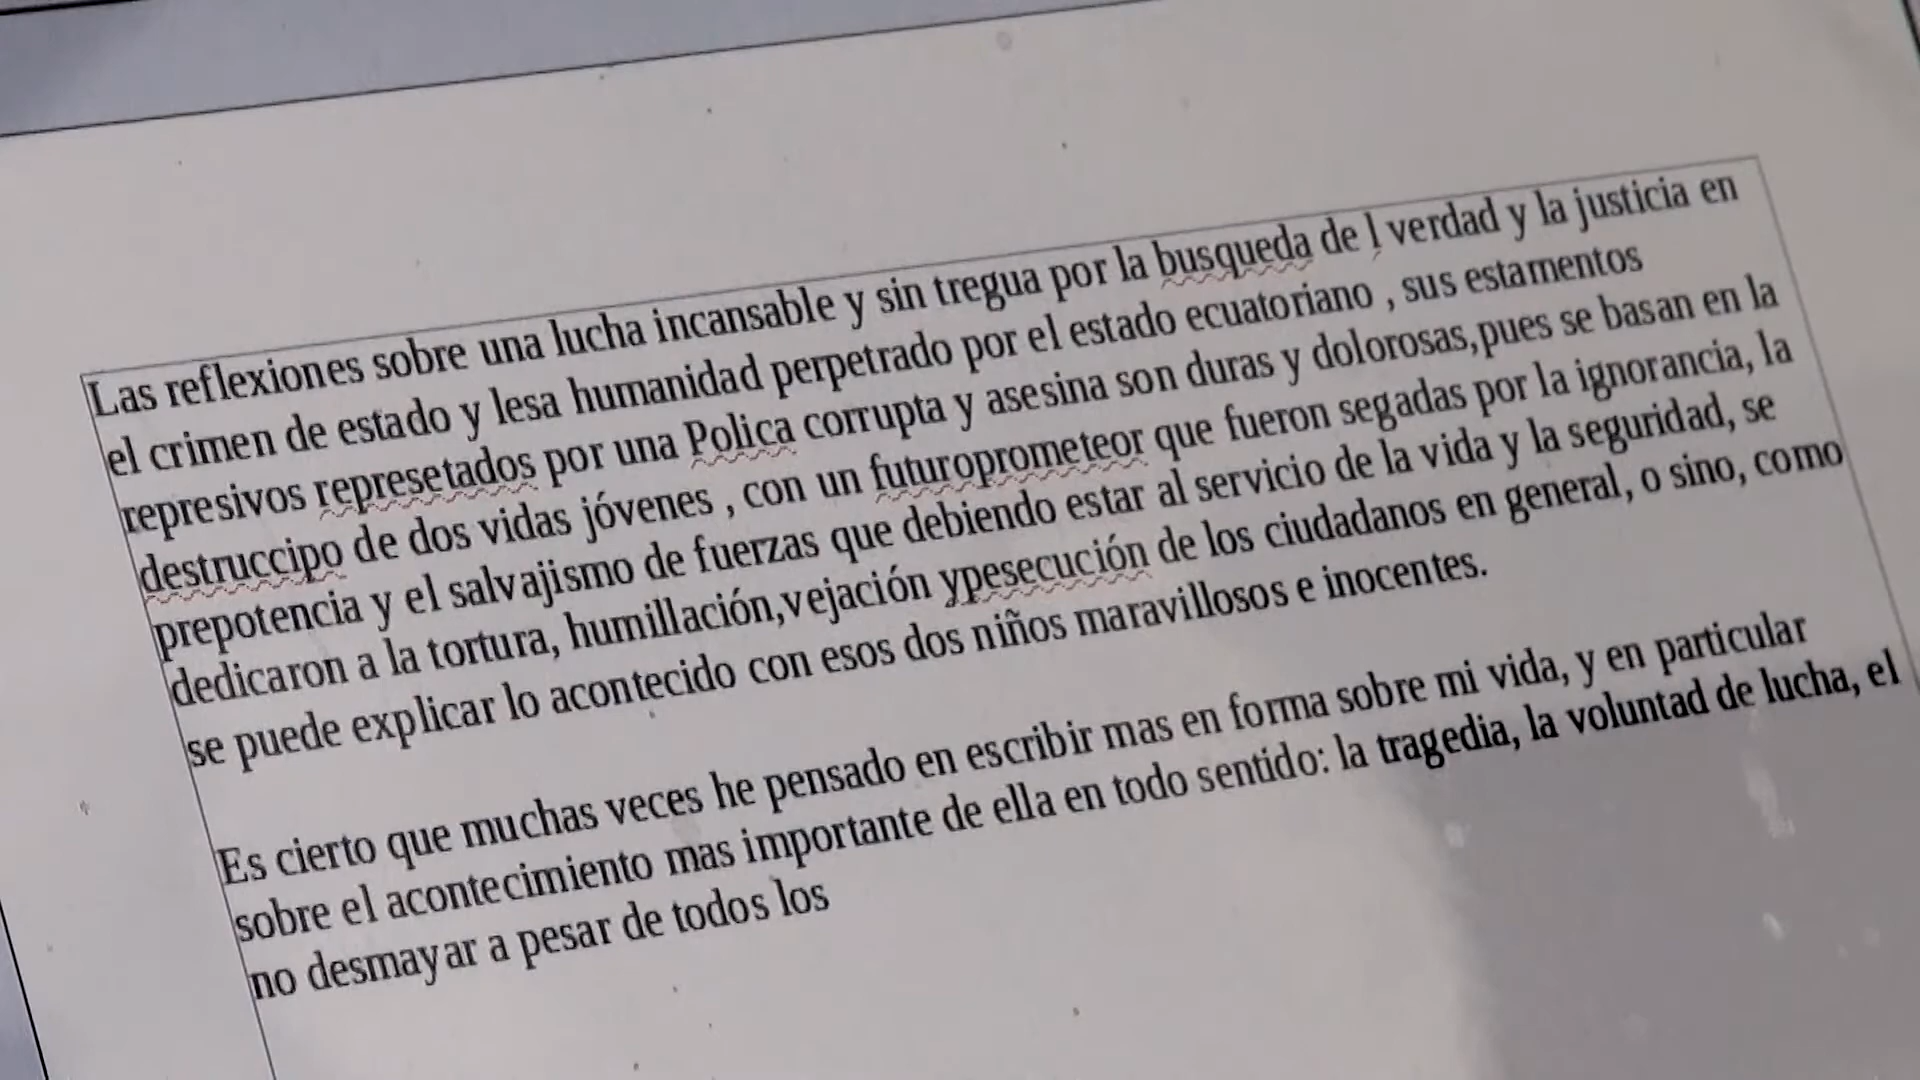 Las reflexiones sobre una lucha incansable y sin tregua por la busqueda de l verdad y la justicia en
el crimen de estado y lesa humanidad perpetrado por el estado ecuatoriano , sus estamentos
represivos represetados por una Polica corrupta y asesina son duras y dolorosas,pues se basan en la
destruccipo de dos vidas jóvenes , con un futuroprometeor que fueron segadas por la ignorancia, la
prepotencia y el salvajismo de fuerzas que debiendo estar al servicio de la vida y la seguridad, se
dedicaron a la tortura, humillación,vejación ypesecución de los ciudadanos en general, o sino, como
se puede explicar lo acontecido con esos dos niños maravillosos e inocentes.
Es cierto que muchas veces he pensado en escribir mas en forma sobre mi vida, y en particular
sobre el acontecimiento mas importante de ella en todo sentido: la tragedia, la voluntad de lucha, el
no desmayar a pesar de todos los